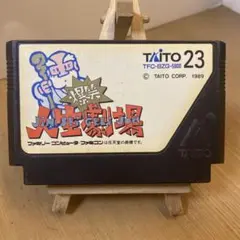 TAITO 23
TFC-BZG-5900
© TAITO CORP. 1989
爆笑!!
人生劇場
ファミリーコンピュータ・ファミコンは任天堂の商標です。